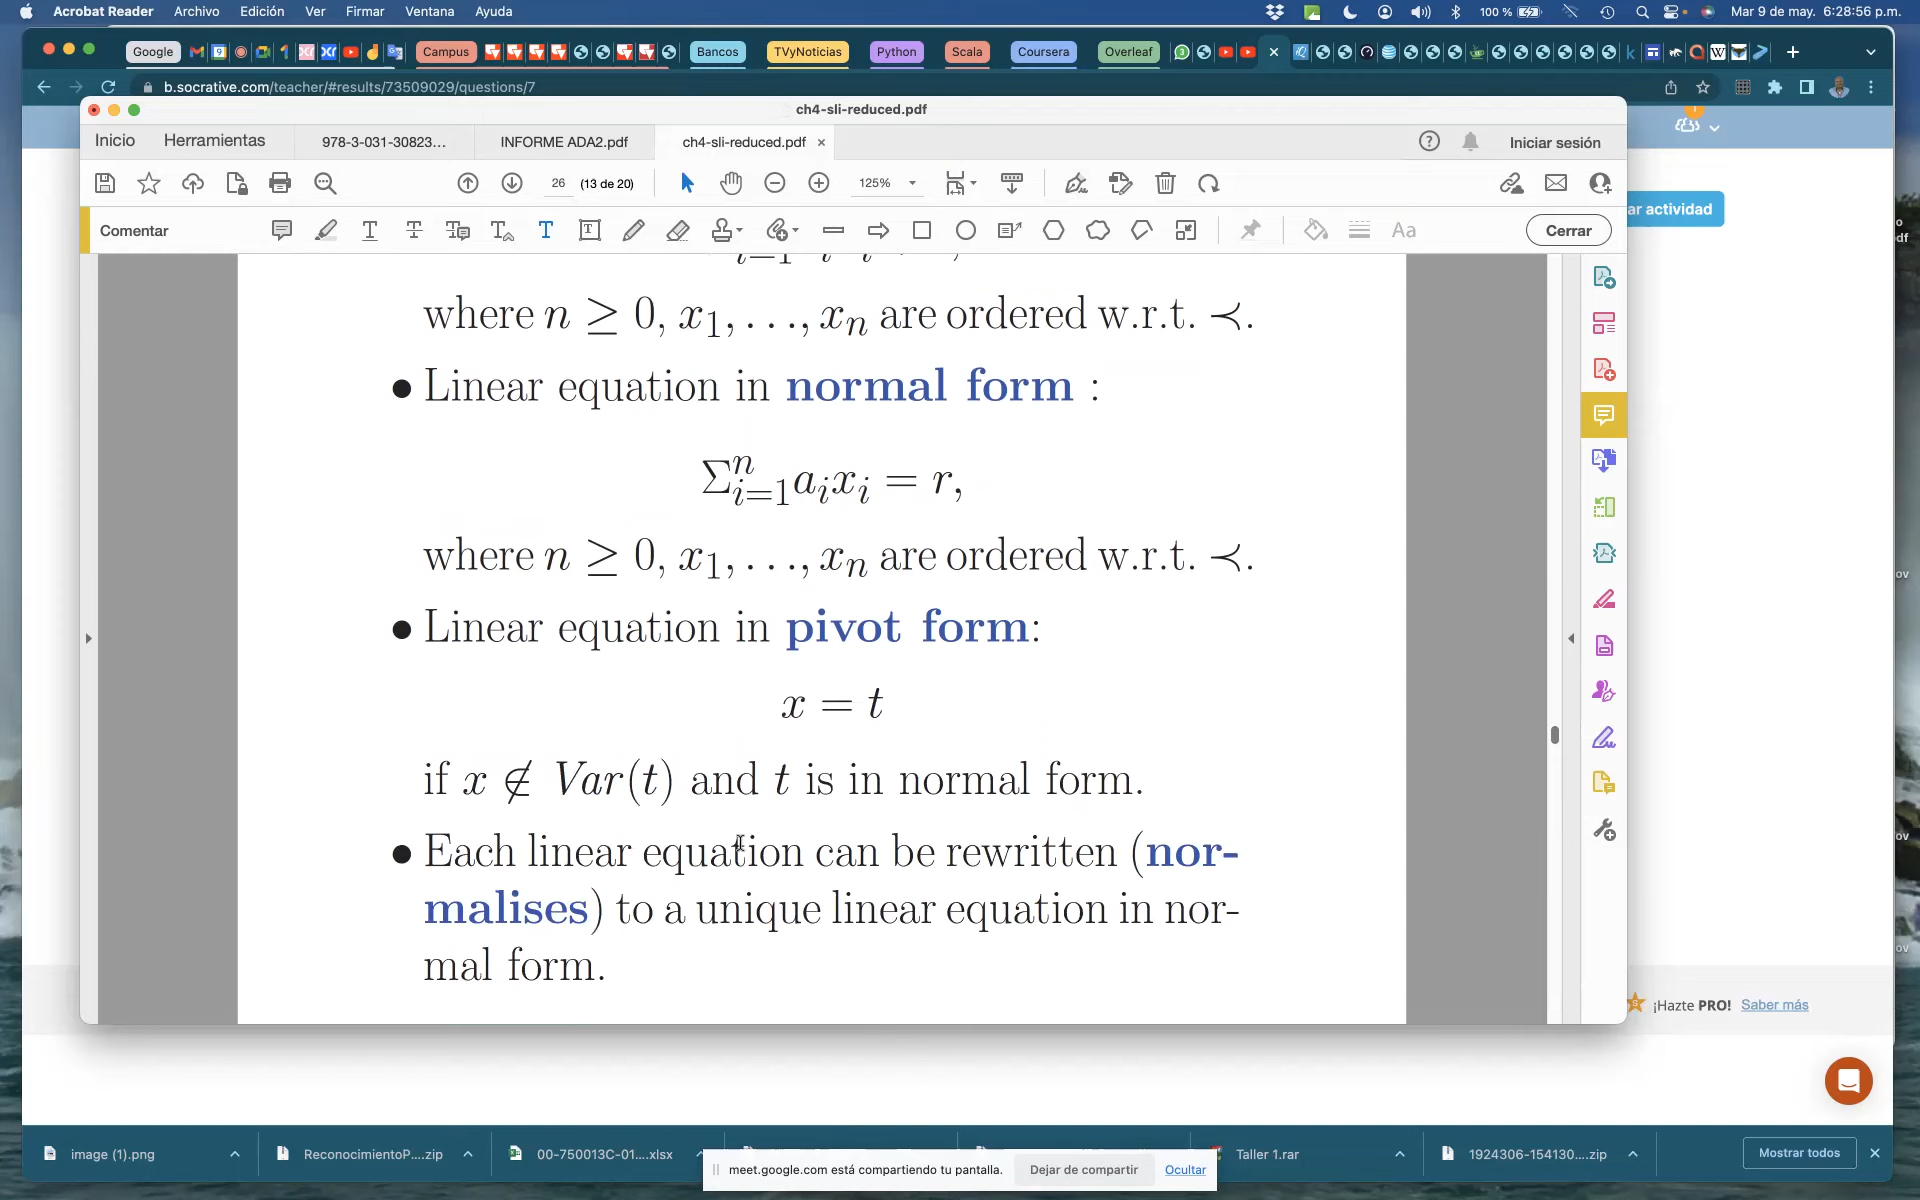 Acrobat Reader Archivo Edición Ver Firmar Ventana Ayuda 100 % Mar 9 de may. 6:28:56 p.m.
Google Campus Bancos TVyNoticias Python Scala Coursera Overleaf
b.socrative.com/teacher/#results/73509029/questions/7
ch4-sli-reduced.pdf
Inicio Herramientas 978-3-031-30823... INFORME ADA2.pdf ch4-sli-reduced.pdf × Iniciar sesión
26 (13 de 20) 125%
ar actividad
Comentar Aa Cerrar
where n ≥ 0, x₁, . . ., xₙ are ordered w.r.t. ≺.
• Linear equation in normal form :
Σⁿᵢ₌₁aᵢxᵢ = r,
where n ≥ 0, x₁, . . ., xₙ are ordered w.r.t. ≺.
• Linear equation in pivot form:
x = t
if x ∉ Var(t) and t is in normal form.
• Each linear equation can be rewritten (nor-
malises) to a unique linear equation in nor-
mal form.
¡Hazte PRO! Saber más
image (1).png ReconocimientoP....zip 00-750013C-01....xlsx Taller 1.rar 1924306-154130....zip Mostrar todos
meet.google.com está compartiendo tu pantalla. Dejar de compartir Ocultar